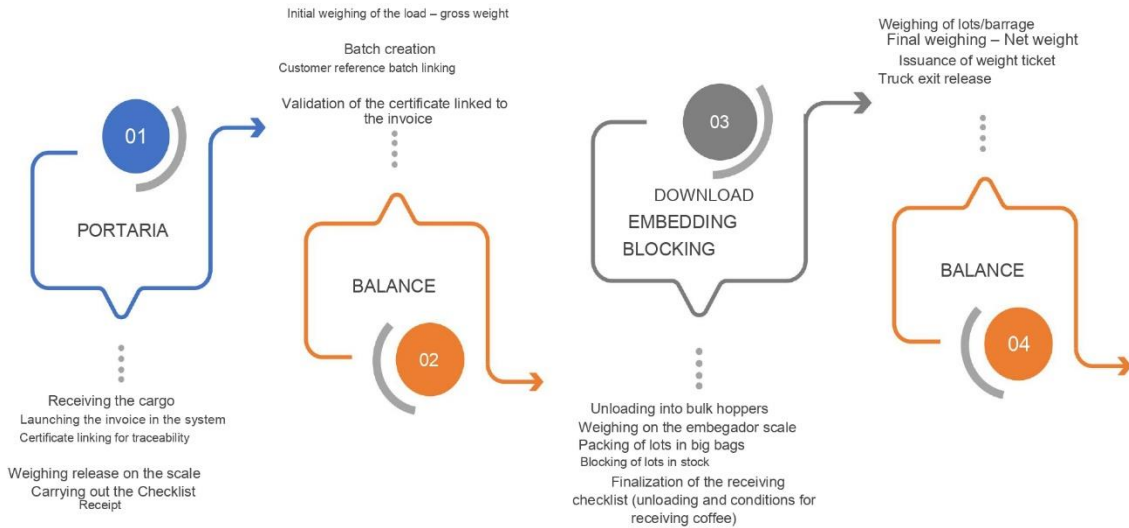 01
PORTARIA
Receiving the cargo
Launching the invoice in the system
Certificate linking for traceability
Weighing release on the scale
Carrying out the Checklist
Receipt
Initial weighing of the load – gross weight
Batch creation
Customer reference batch linking
Validation of the certificate linked to
the invoice
BALANCE
02
03
DOWNLOAD
EMBEDDING
BLOCKING
Unloading into bulk hoppers
Weighing on the embegador scale
Packing of lots in big bags
Blocking of lots in stock
Finalization of the receiving
checklist (unloading and conditions for
receiving coffee)
Weighing of lots/barrage
Final weighing – Net weight
Issuance of weight ticket
Truck exit release
BALANCE
04